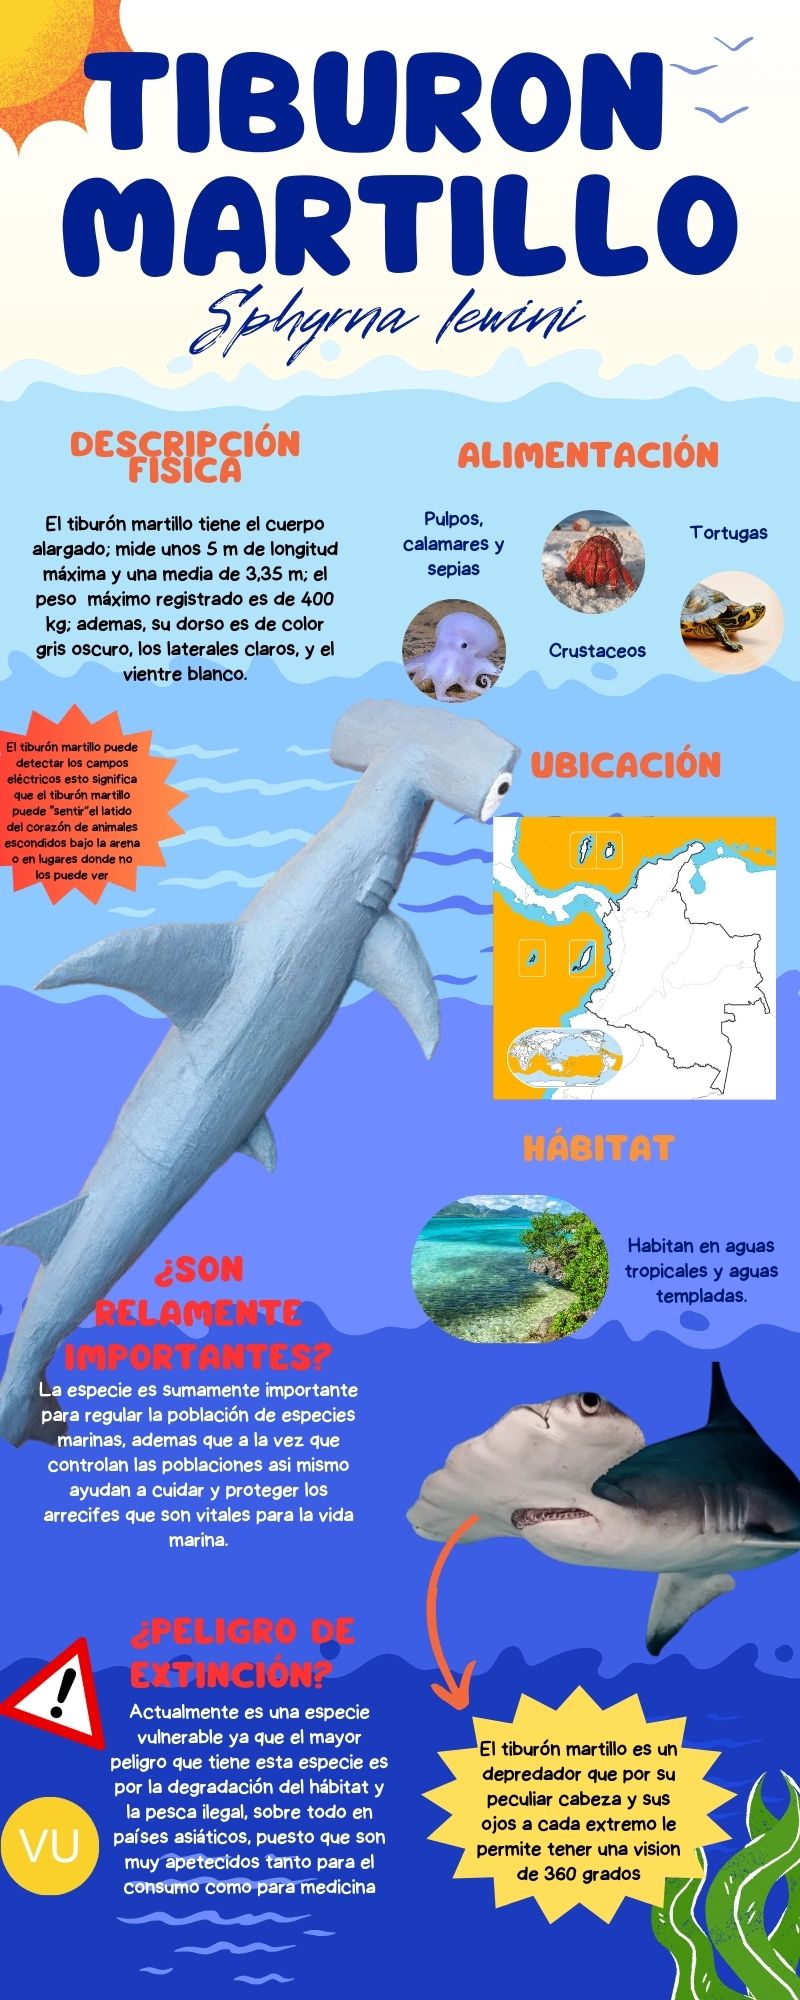 TIBURON
MARTILLO
Sphyrna lewini
DESCRIPCIÓN
FÍSICA
El tiburón martillo tiene el cuerpo
alargado; mide unos 5 m de longitud
máxima y una media de 3,35 m; el
peso máximo registrado es de 400
kg; ademas, su dorso es de color
gris oscuro, los laterales claros, y el
vientre blanco.
ALIMENTACIÓN
Pulpos,
calamares y
sepias
Crustaceos
Tortugas
El tiburón martillo puede
detectar los campos
eléctricos esto significa
que el tiburón martillo
puede "sentir"el latido
del corazón de animales
escondidos bajo la arena
o en lugares donde no
los puede ver
UBICACIÓN
HÁBITAT
Habitan en aguas
tropicales y aguas
templadas.
¿SON
RELAMENTE
IMPORTANTES?
La especie es sumamente importante
para regular la población de especies
marinas, ademas que a la vez que
controlan las poblaciones asi mismo
ayudan a cuidar y proteger los
arrecifes que son vitales para la vida
marina.
¿PELIGRO DE
EXTINCIÓN?
Actualmente es una especie
vulnerable ya que el mayor
peligro que tiene esta especie es
por la degradación del hábitat y
la pesca ilegal, sobre todo en
países asiáticos, puesto que son
muy apetecidos tanto para el
consumo como para medicina
VU
El tiburón martillo es un
depredador que por su
peculiar cabeza y sus
ojos a cada extremo le
permite tener una vision
de 360 grados